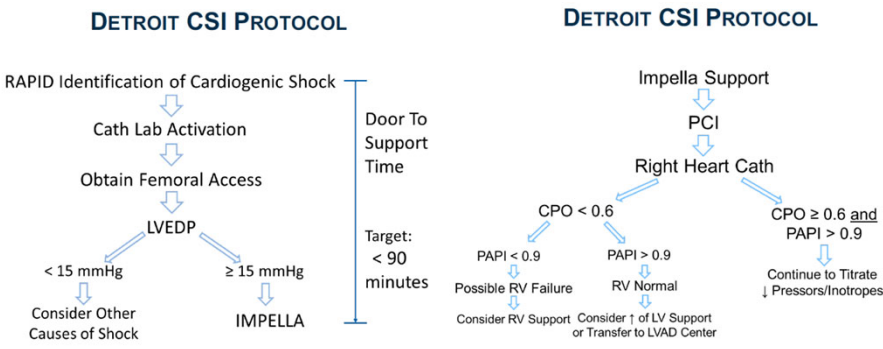 DETROIT CSI PROTOCOL
RAPID Identification of Cardiogenic Shock
Cath Lab Activation
Obtain Femoral Access
LVEDP
< 15 mmHg
≥ 15 mmHg
Consider Other
Causes of Shock
IMPELLA
Door To
Support
Time
Target:
< 90
minutes
DETROIT CSI PROTOCOL
Impella Support
PCI
Right Heart Cath
CPO < 0.6
CPO ≥ 0.6 and
PAPI > 0.9
PAPI < 0.9
PAPI > 0.9
Possible RV Failure
RV Normal
Consider RV Support
Consider ↑ of LV Support
or Transfer to LVAD Center
Continue to Titrate
↓ Pressors/Inotropes